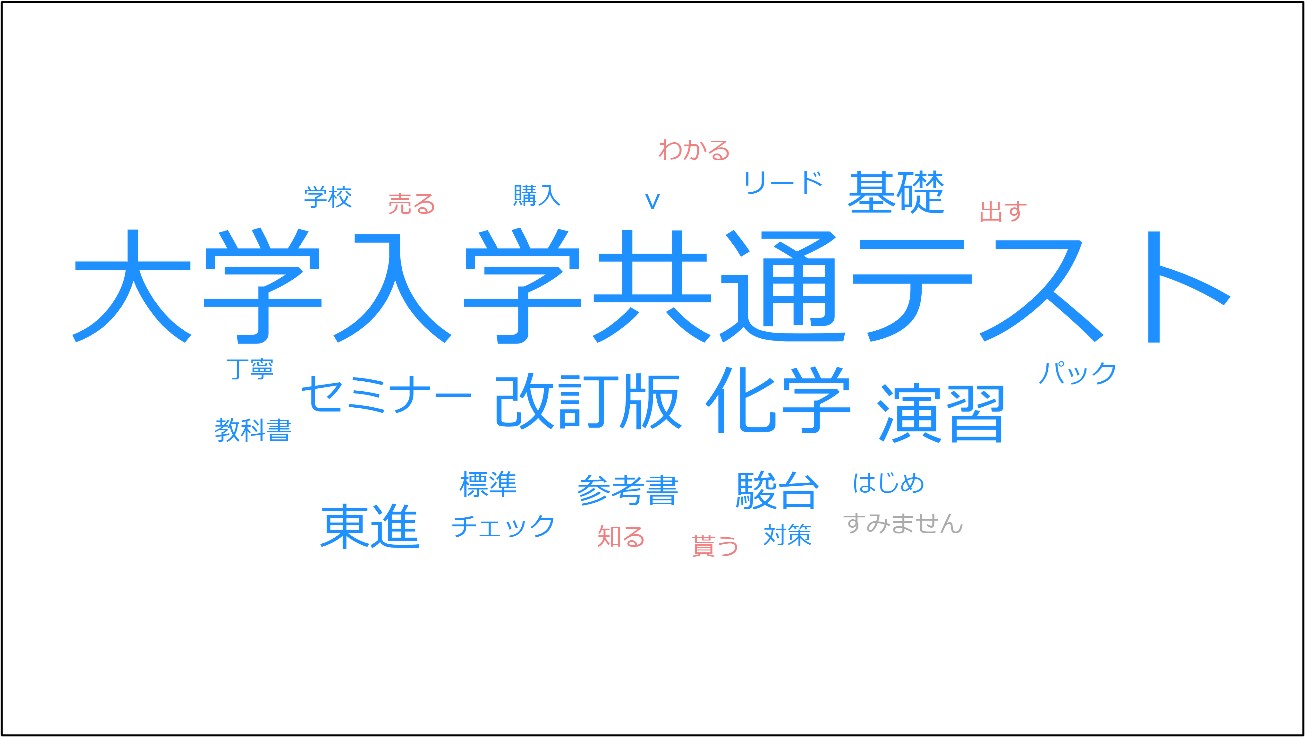 わかる
学校 売る 購入 v リード 基礎 出す
大学入学共通テスト
丁寧 セミナー 改訂版 化学 演習 パック
教科書
標準 参考書 駿台 はじめ
東進 チェック 知る 貰う 対策 すみません